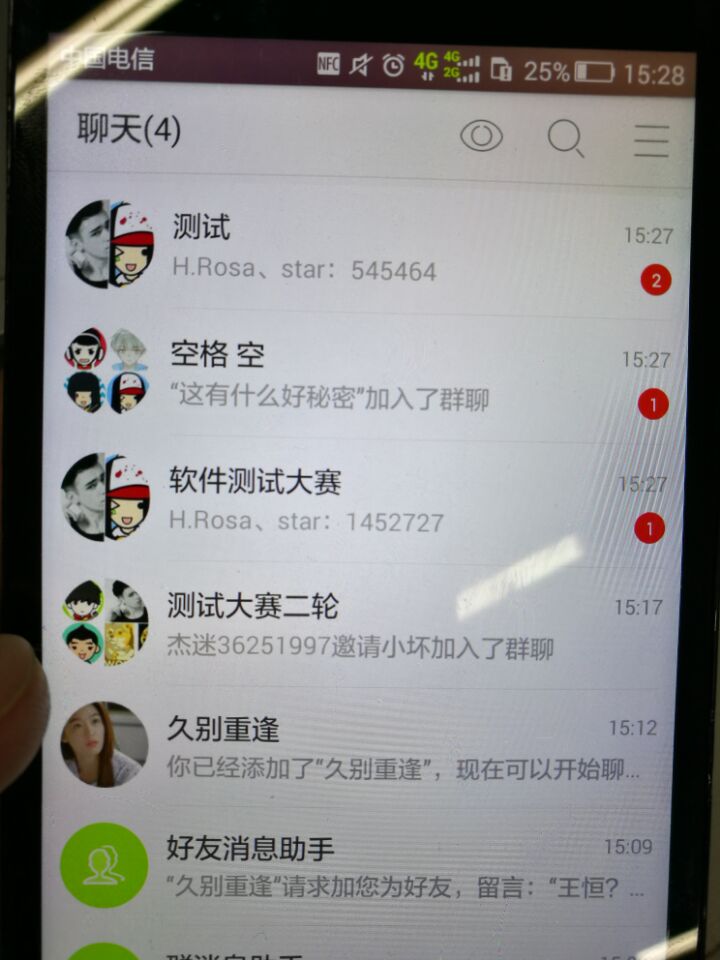 中国电信 NFC 4G 4G 2G 25% 15:28
聊天(4)
测试 15:27
H.Rosa、star：545464 2
空格 空 15:27
“这有什么好秘密”加入了群聊 1
软件测试大赛 15:27
H.Rosa、star：1452727 1
测试大赛二轮 15:17
杰迷36251997邀请小坏加入了群聊
久别重逢 15:12
你已经添加了“久别重逢”，现在可以开始聊...
好友消息助手 15:09
“久别重逢”请求加您为好友，留言：“王恒？...